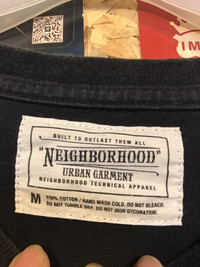 IM
BUILT TO OUTLAST THEM ALL
"NEIGHBORHOOD"
URBAN GARMENT
NEIGHBORHOOD TECHNICAL APPAREL
M 100% COTTON / HAND WASH COLD. DO NOT BLEACH.
DO NOT TUMBLE DRY. DO NOT IRON DECORATION.